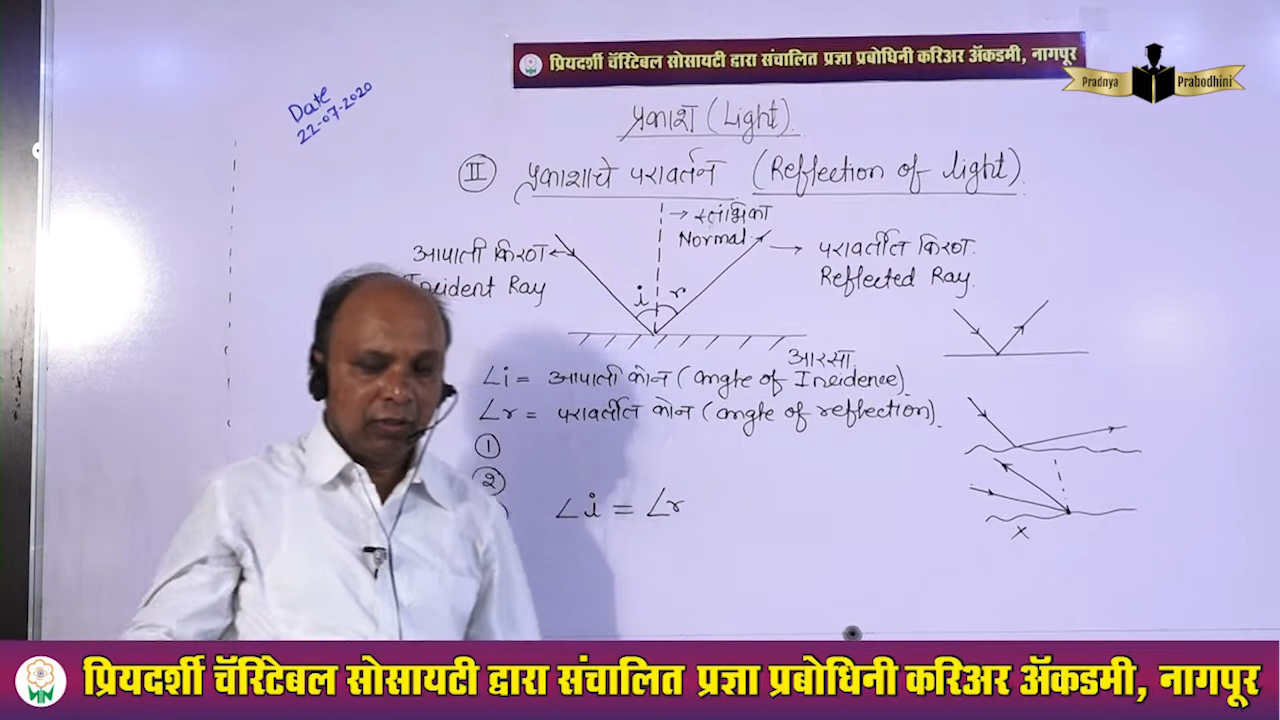 प्रियदर्शी चॅरिटेबल सोसायटी द्वारा संचालित प्रज्ञा प्रबोधिनी करिअर ॲकडमी, नागपूर
Pradnya Prabodhini
Date
22-07-2020
प्रकाश (Light).
II प्रकाशाचे परावर्तन (Reflection of light).
→ स्तंभिका
Normal.
आपाती किरण
Incident Ray
परावर्तीत किरण.
Reflected Ray.
i r
आरसा
∠i = आपाती कोन (angle of Incidence).
∠r = परावर्तीत कोन (angle of reflection).
1
2
∠i = ∠r
x
प्रियदर्शी चॅरिटेबल सोसायटी द्वारा संचालित प्रज्ञा प्रबोधिनी करिअर ॲकडमी, नागपूर